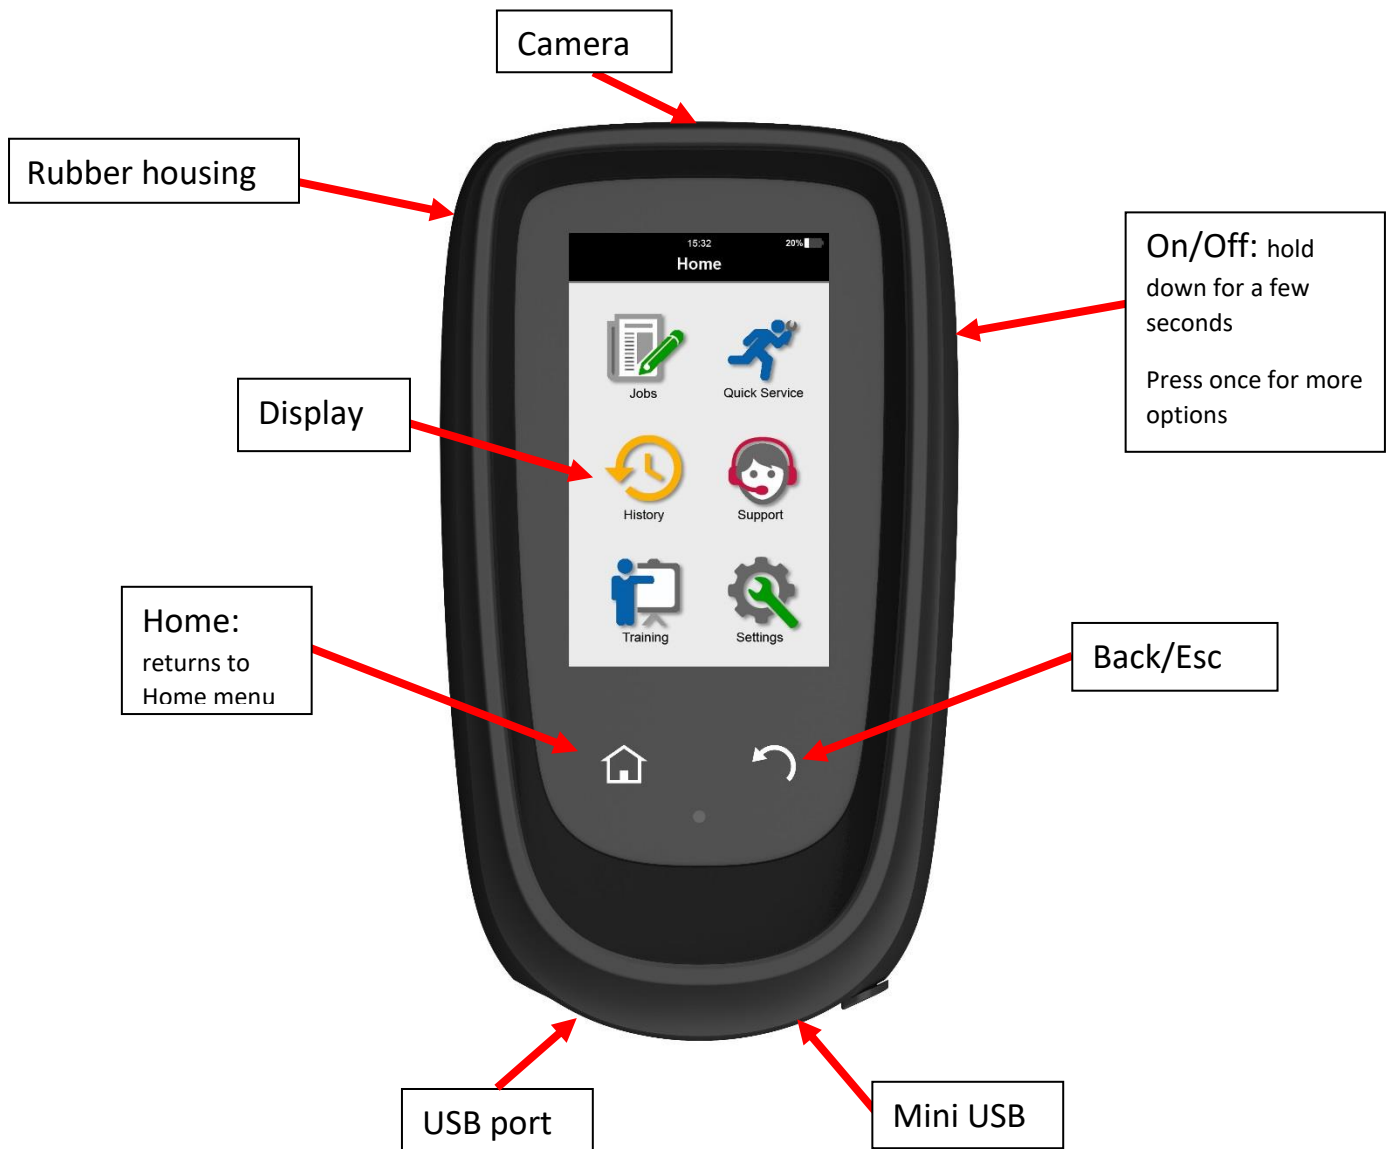 Camera
Rubber housing
On/Off: hold
down for a few
seconds
Press once for more
options
15:32 20%
Home
Jobs Quick Service
Display
History Support
Training Settings
Home:
returns to
Home menu
Back/Esc
USB port
Mini USB